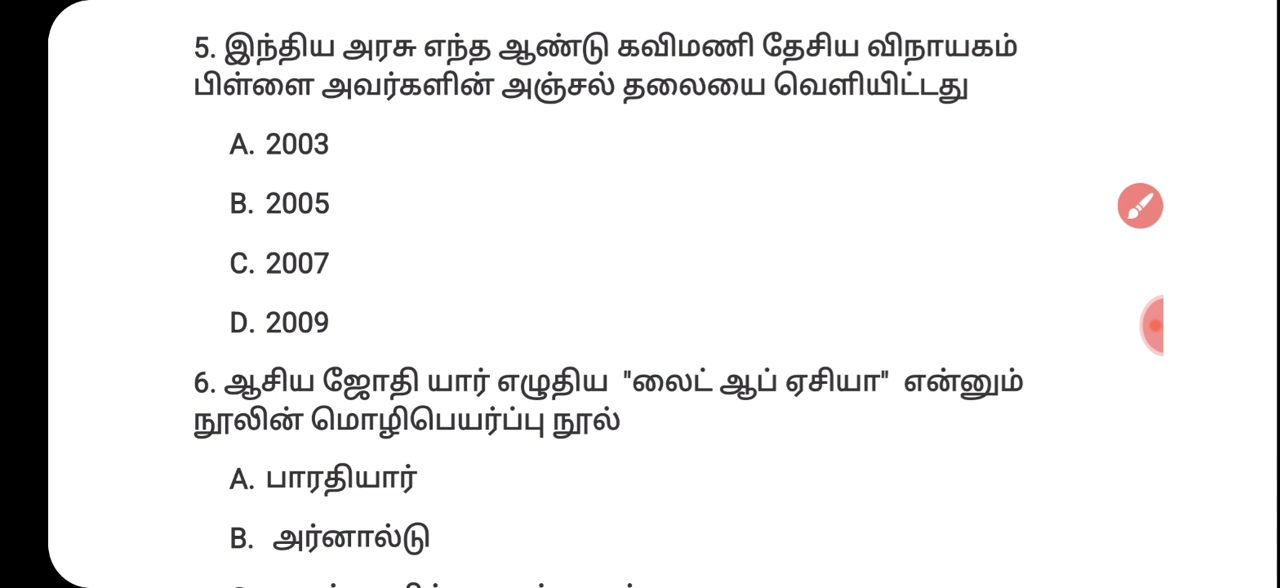 5. இந்திய அரசு எந்த ஆண்டு கவிமணி தேசிய விநாயகம்
பிள்ளை அவர்களின் அஞ்சல் தலையை வெளியிட்டது
A. 2003
B. 2005
C. 2007
D. 2009
6. ஆசிய ஜோதி யார் எழுதிய "லைட் ஆப் ஏசியா" என்னும்
நூலின் மொழிபெயர்ப்பு நூல்
A. பாரதியார்
B. அர்னால்டு